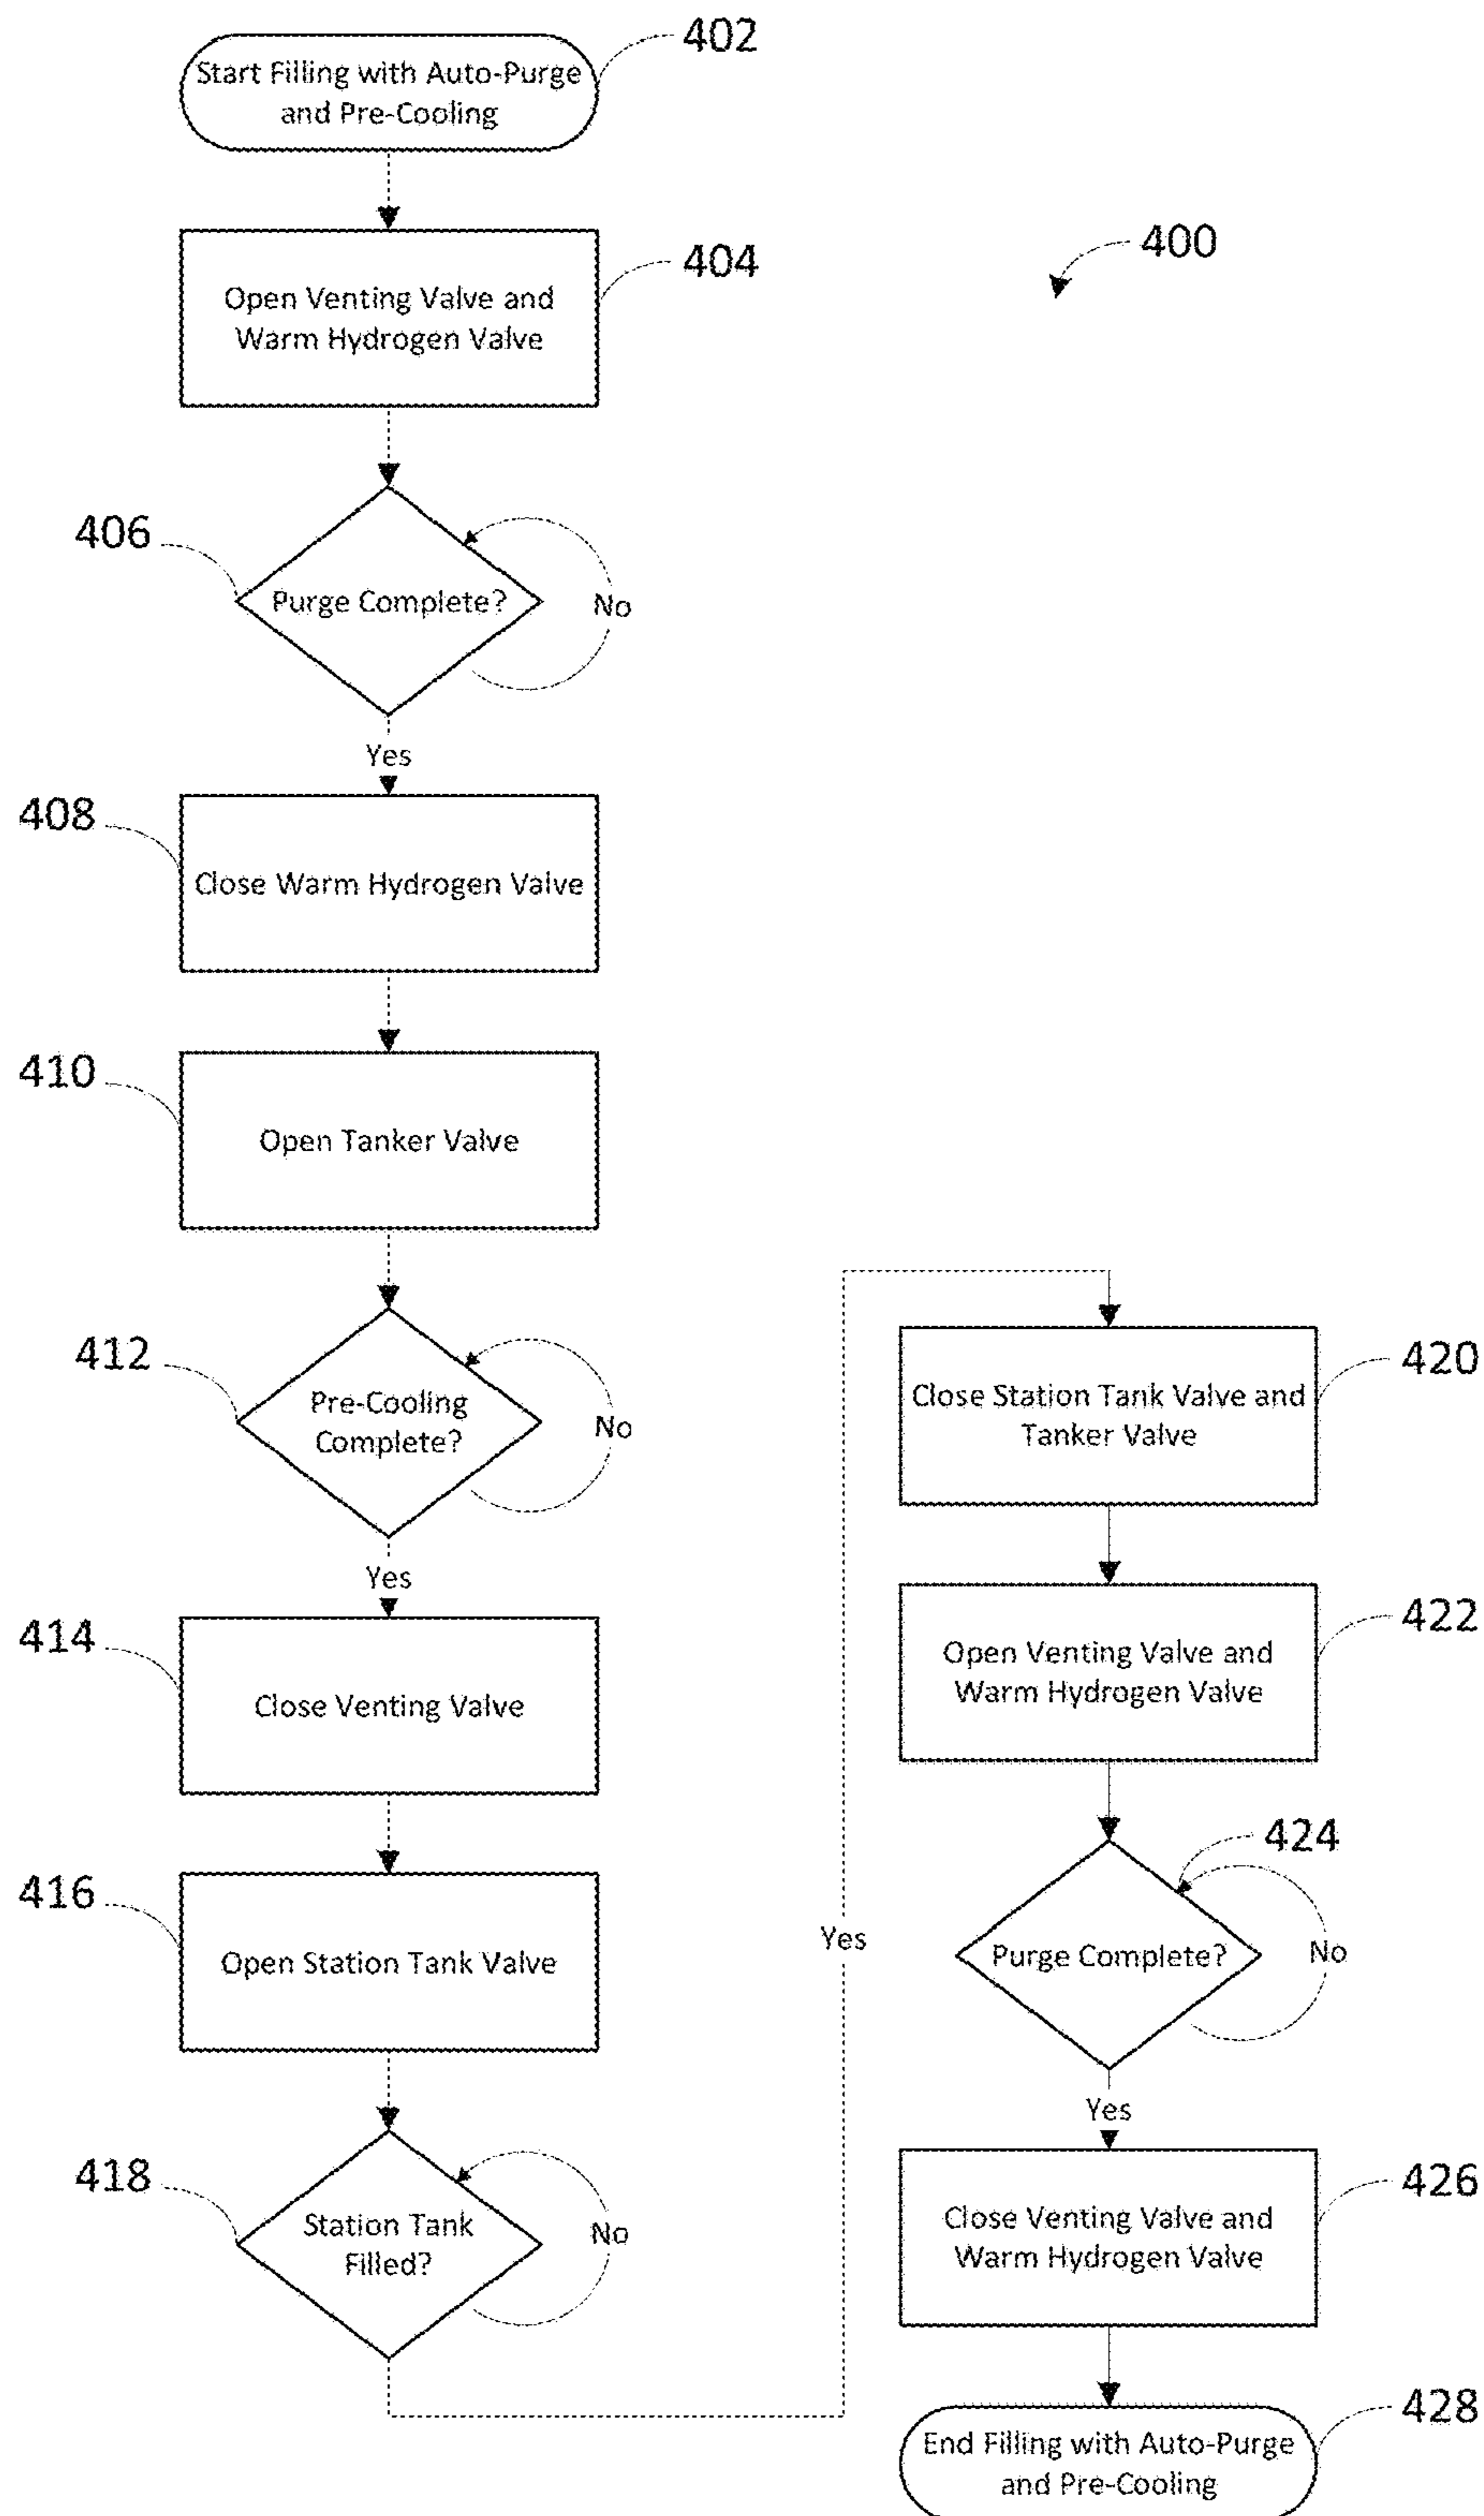 402
Start Filling with Auto-Purge
and Pre-Cooling
400
404
Open Venting Valve and
Warm Hydrogen Valve
406
Purge Complete?
No
Yes
408
Close Warm Hydrogen Valve
410
Open Tanker Valve
412
Pre-Cooling
Complete?
No
Yes
414
Close Venting Valve
416
Open Station Tank Valve
418
Station Tank
Filled?
No
Yes
420
Close Station Tank Valve and
Tanker Valve
422
Open Venting Valve and
Warm Hydrogen Valve
424
Purge Complete?
No
Yes
426
Close Venting Valve and
Warm Hydrogen Valve
428
End Filling with Auto-Purge
and Pre-Cooling